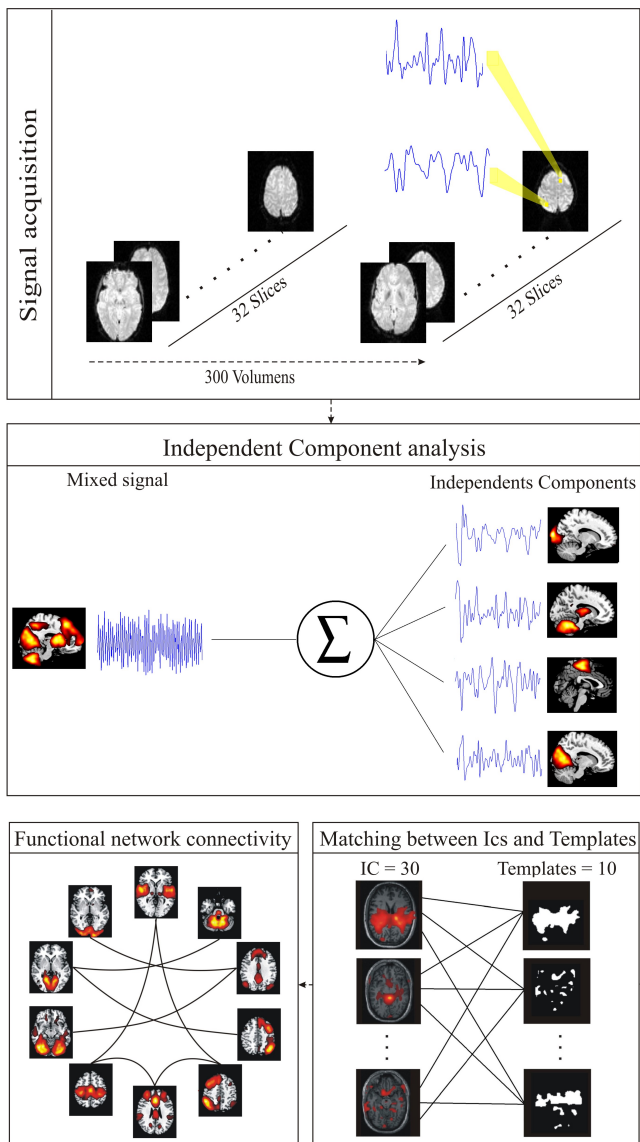 Signal acquisition
32 Slices
32 Slices
300 Volumens
Independent Component analysis
Mixed signal
Independents Components
Σ
Functional network connectivity
Matching between Ics and Templates
IC = 30
Templates = 10